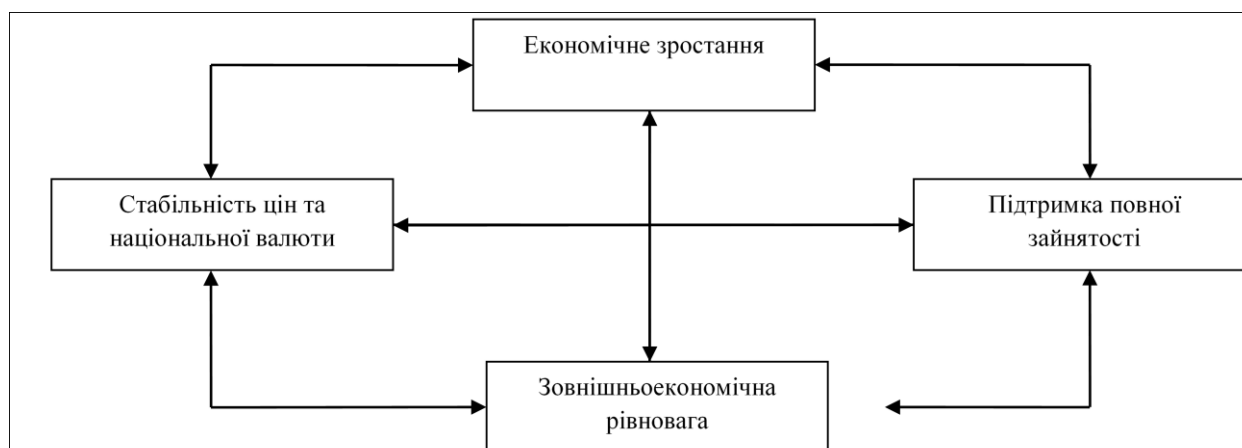 Економічне зростання
Стабільність цін та
національної валюти
Підтримка повної
зайнятості
Зовнішньоекономічна
рівновага